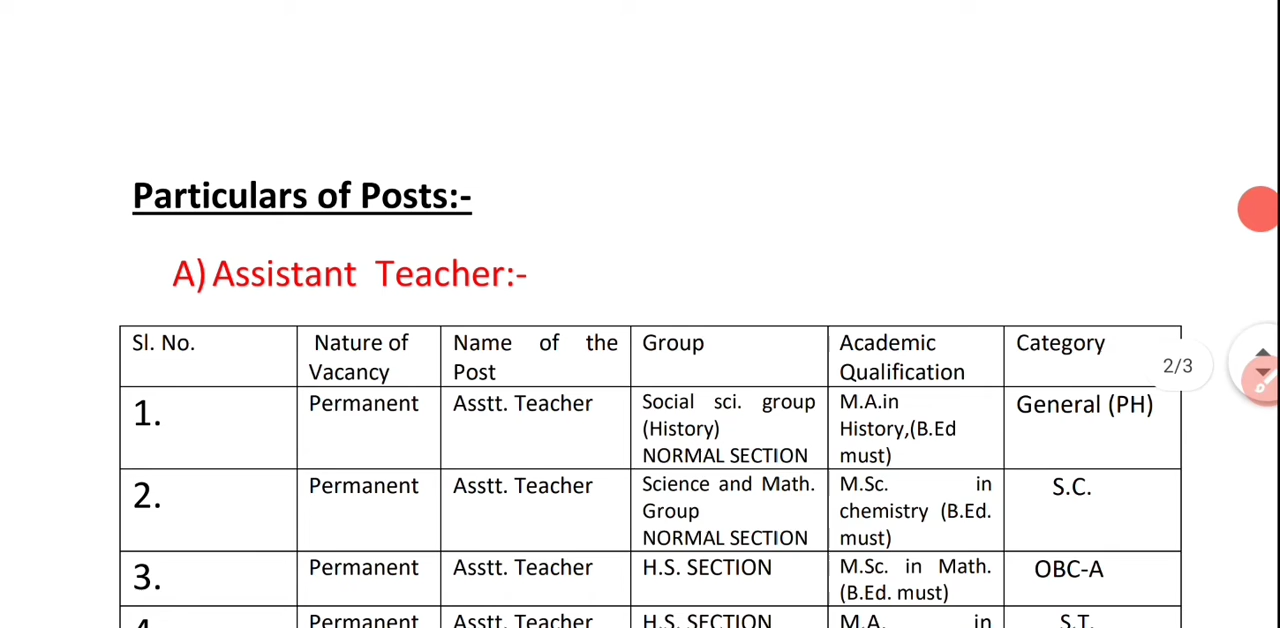 Particulars of Posts:-
A) Assistant Teacher:-
Sl. No. Nature of Vacancy Name of the Post Group Academic Qualification Category
2/3
1. Permanent Asstt. Teacher Social sci. group (History) NORMAL SECTION M.A.in History,(B.Ed must) General (PH)
2. Permanent Asstt. Teacher Science and Math. Group NORMAL SECTION M.Sc. in chemistry (B.Ed. must) S.C.
3. Permanent Asstt. Teacher H.S. SECTION M.Sc. in Math. (B.Ed. must) OBC-A
4. Permanent Asstt. Teacher H.S. SECTION M.A. in S.T.